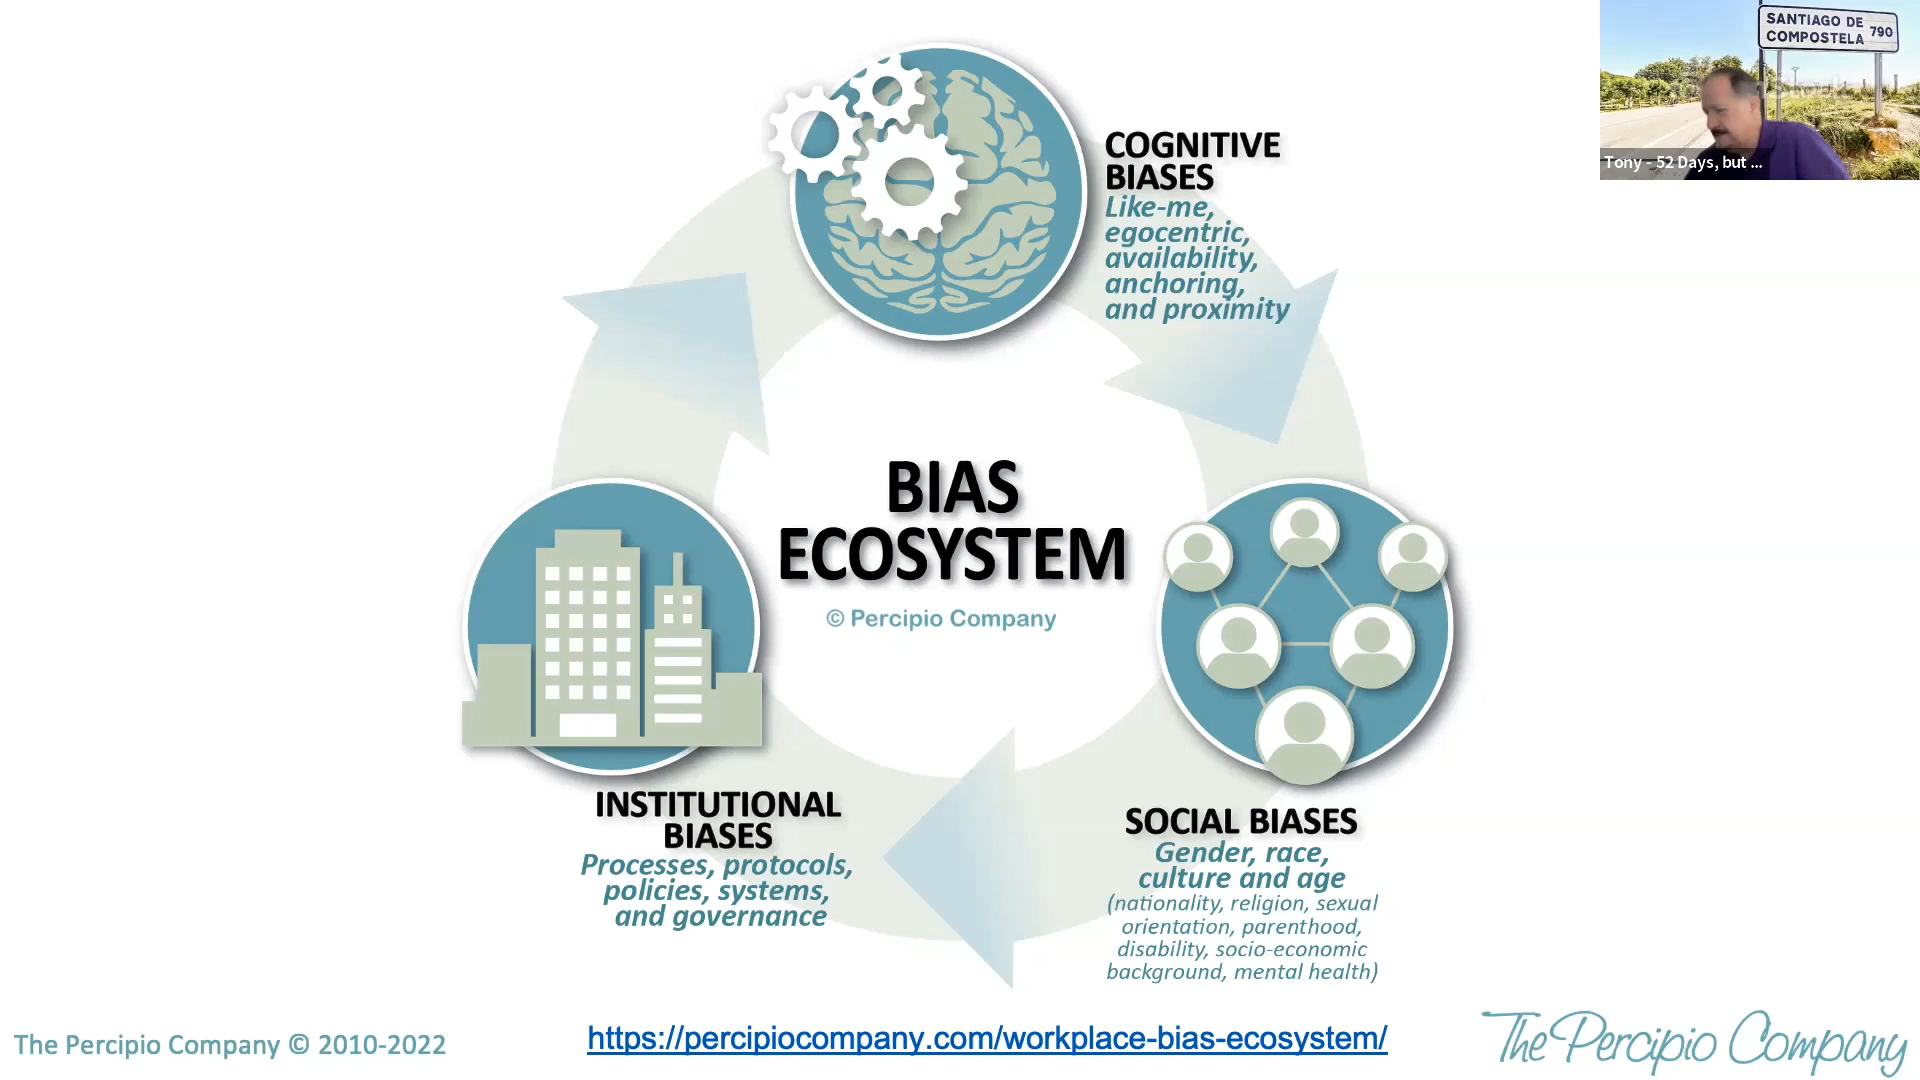 SANTIAGO DE
COMPOSTELA 790
Tony - 52 Days, but ...
COGNITIVE
BIASES
Like-me,
egocentric,
availability,
anchoring,
and proximity
BIAS
ECOSYSTEM
© Percipio Company
INSTITUTIONAL
BIASES
Processes, protocols,
policies, systems,
and governance
SOCIAL BIASES
Gender, race,
culture and age
(nationality, religion, sexual
orientation, parenthood,
disability, socio-economic
background, mental health)
The Percipio Company © 2010-2022
https://percipiocompany.com/workplace-bias-ecosystem/
The Percipio Company